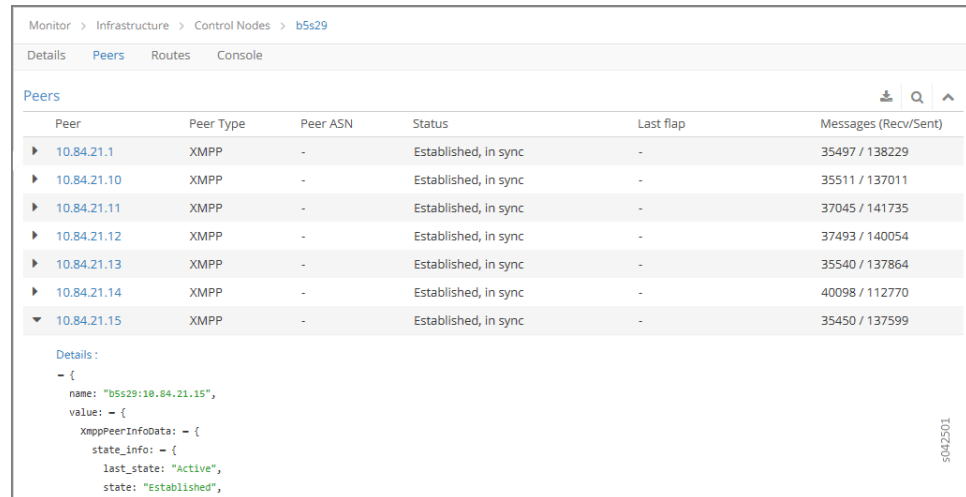 Monitor > Infrastructure > Control Nodes > b5s29
Details Peers Routes Console
Peers
Peer Peer Type Peer ASN Status Last flap Messages (Recv/Sent)
10.84.21.1 XMPP - Established, in sync - 35497 / 138229
10.84.21.10 XMPP - Established, in sync - 35511 / 137011
10.84.21.11 XMPP - Established, in sync - 37045 / 141735
10.84.21.12 XMPP - Established, in sync - 37493 / 140054
10.84.21.13 XMPP - Established, in sync - 35540 / 137864
10.84.21.14 XMPP - Established, in sync - 40098 / 112770
10.84.21.15 XMPP - Established, in sync - 35450 / 137599
Details :
– {
name: "b5s29:10.84.21.15",
value: – {
XmppPeerInfoData: – {
state_info: – {
last_state: "Active",
state: "Established",
s042501